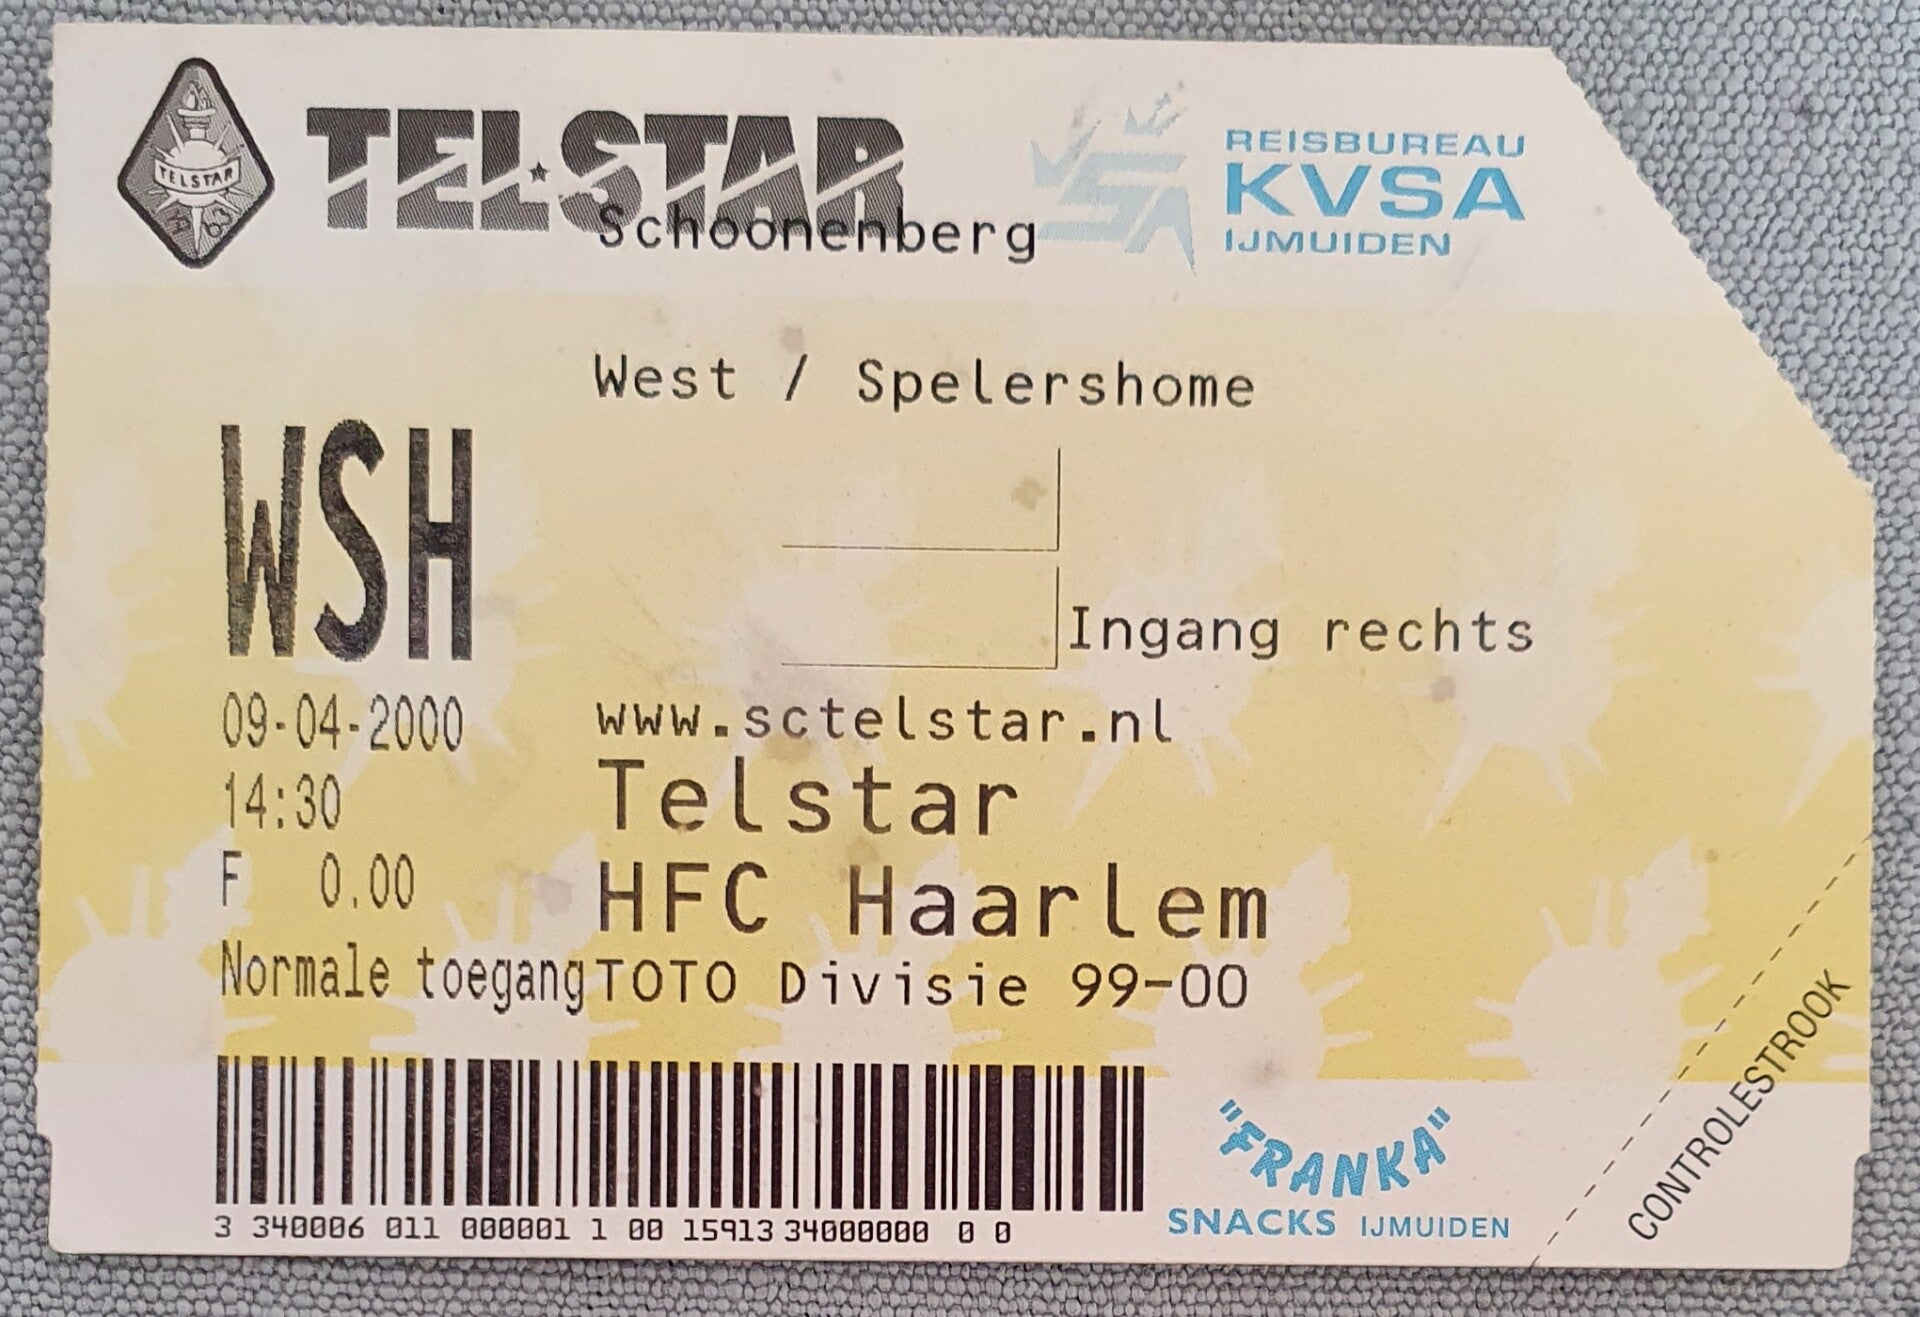 TELSTAR
TELSTAR
63
REISBUREAU
KVSA
IJMUIDEN
Schoonenberg
West / Spelershome
WSH
Ingang rechts
09-04-2000
www.sctelstar.nl
14:30
Telstar
F 0.00
HFC Haarlem
Normale toegang
TOTO Divisie 99-00
3 340006 011 000001 1 00 15913 34000000 0 0
"FRANKA"
SNACKS IJMUIDEN
CONTROLESTROOK